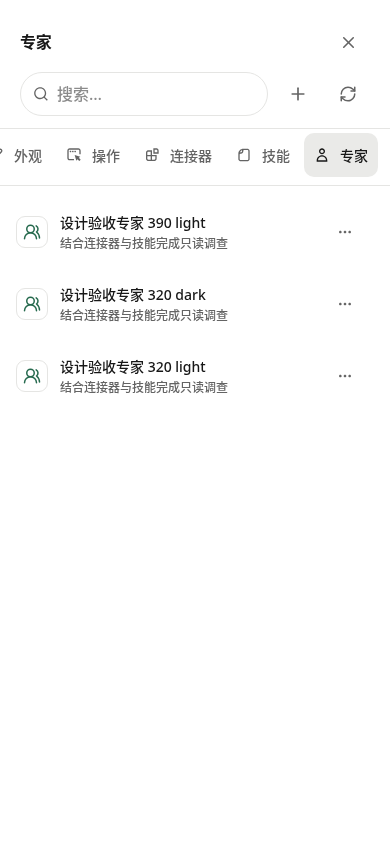 专家
搜索...
外观 操作 连接器 技能 专家
设计验收专家 390 light
结合连接器与技能完成只读调查
设计验收专家 320 dark
结合连接器与技能完成只读调查
设计验收专家 320 light
结合连接器与技能完成只读调查